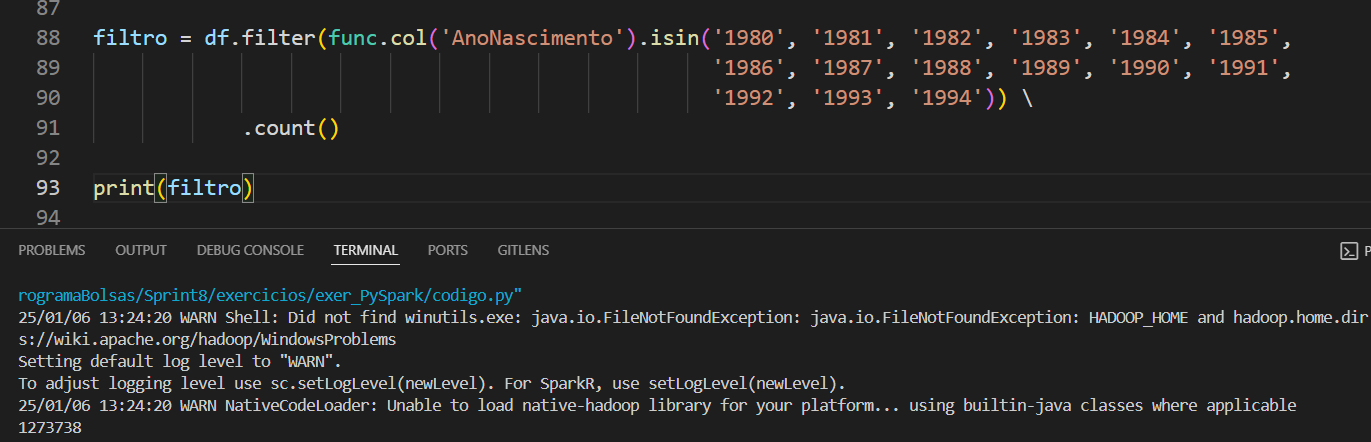 87
88 filtro = df.filter(func.col('AnoNascimento').isin('1980', '1981', '1982', '1983', '1984', '1985',
89 '1986', '1987', '1988', '1989', '1990', '1991',
90 '1992', '1993', '1994')) \
91 .count()
92
93 print(filtro)
94
PROBLEMS OUTPUT DEBUG CONSOLE TERMINAL PORTS GITLENS P
rogramaBolsas/Sprint8/exercicios/exer_PySpark/codigo.py"
25/01/06 13:24:20 WARN Shell: Did not find winutils.exe: java.io.FileNotFoundException: java.io.FileNotFoundException: HADOOP_HOME and hadoop.home.dir
s://wiki.apache.org/hadoop/WindowsProblems
Setting default log level to "WARN".
To adjust logging level use sc.setLogLevel(newLevel). For SparkR, use setLogLevel(newLevel).
25/01/06 13:24:20 WARN NativeCodeLoader: Unable to load native-hadoop library for your platform... using builtin-java classes where applicable
1273738